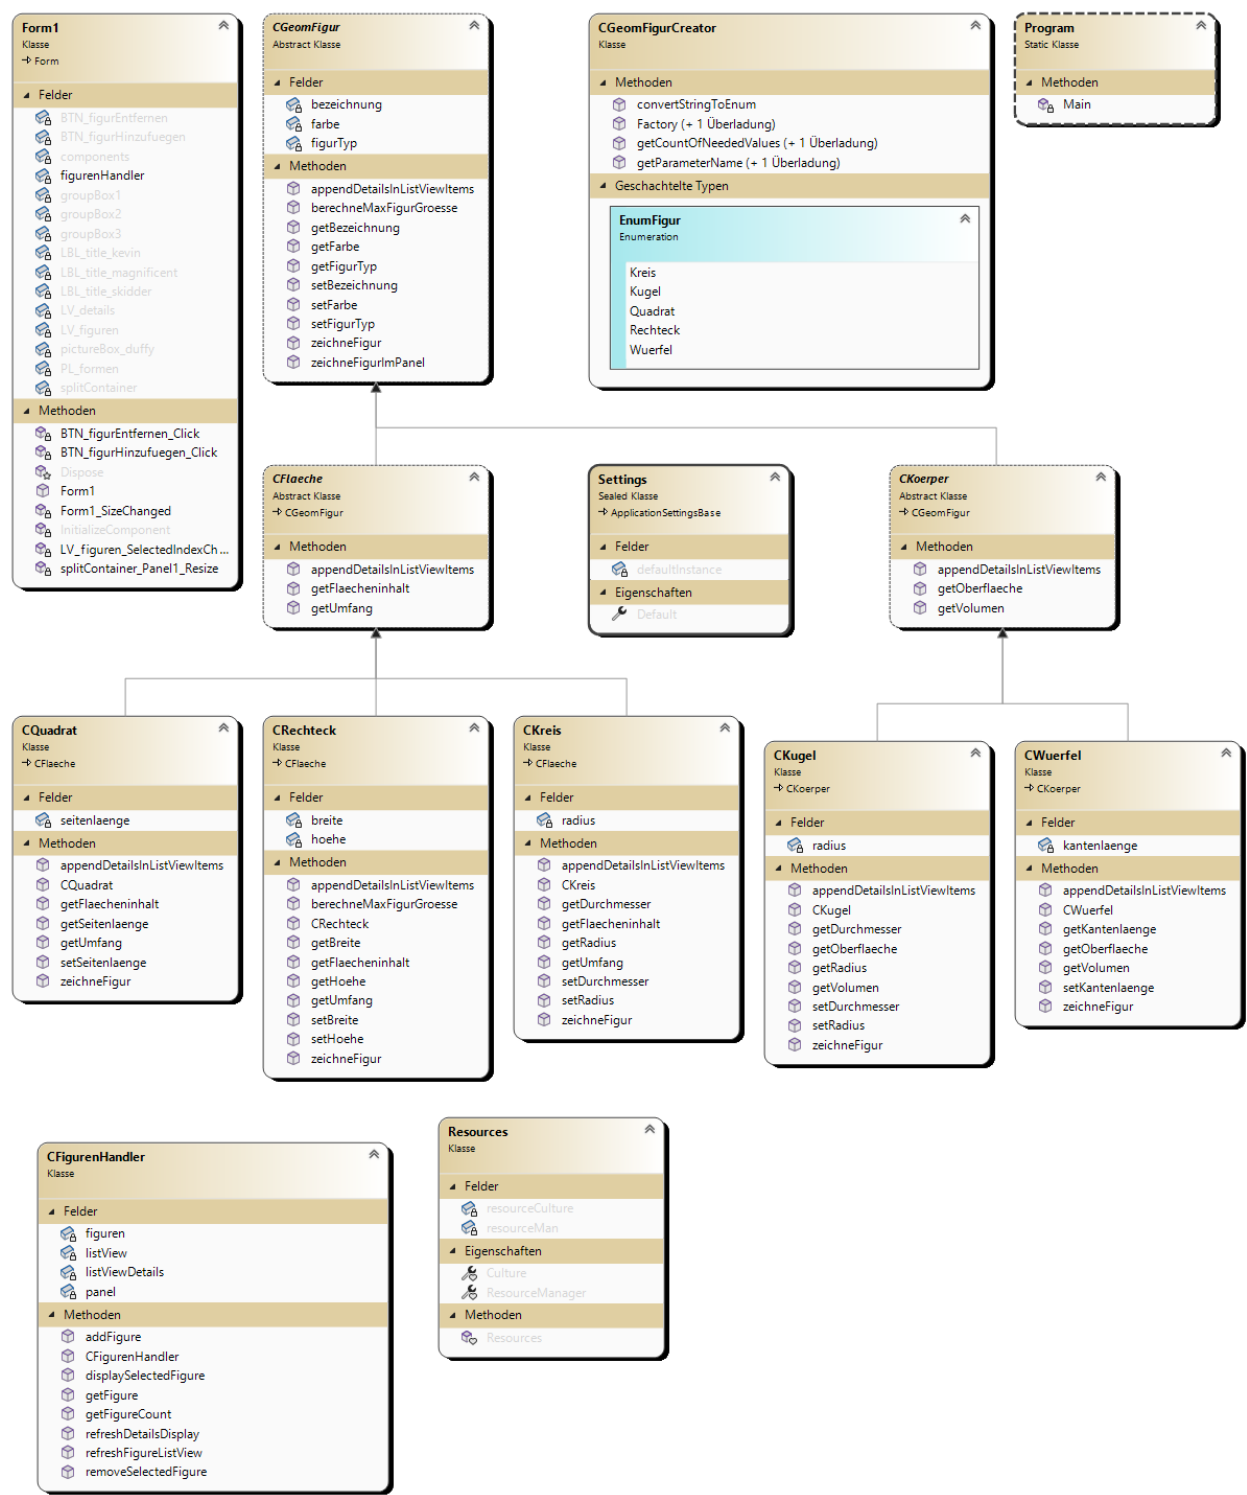 Form1
Klasse
Form
Felder
BTN_figurEntfernen
BTN_figurHinzufuegen
components
figurenHandler
groupBox1
groupBox2
groupBox3
LBL_title_kevin
LBL_title_magnificent
LBL_title_skidder
LV_details
LV_figuren
pictureBox_duffy
PL_formen
splitContainer
Methoden
BTN_figurEntfernen_Click
BTN_figurHinzufuegen_Click
Dispose
Form1
Form1_SizeChanged
InitializeComponent
LV_figuren_SelectedIndexCh...
splitContainer_Panel1_Resize
CGeomFigur
Abstract Klasse
Felder
bezeichnung
farbe
figurTyp
Methoden
appendDetailsInListViewItems
berechneMaxFigurGroesse
getBezeichnung
getFarbe
getFigurTyp
setBezeichnung
setFarbe
setFigurTyp
zeichneFigur
zeichneFigurImPanel
CGeomFigurCreator
Klasse
Methoden
convertStringToEnum
Factory (+ 1 Überladung)
getCountOfNeededValues (+ 1 Überladung)
getParameterName (+ 1 Überladung)
Geschachtelte Typen
EnumFigur
Enumeration
Kreis
Kugel
Quadrat
Rechteck
Wuerfel
Program
Static Klasse
Methoden
Main
CFlaeche
Abstract Klasse
CGeomFigur
Methoden
appendDetailsInListViewItems
getFlaecheninhalt
getUmfang
Settings
Sealed Klasse
ApplicationSettingsBase
Felder
defaultInstance
Eigenschaften
Default
CKoerper
Abstract Klasse
CGeomFigur
Methoden
appendDetailsInListViewItems
getOberflaeche
getVolumen
CQuadrat
Klasse
CFlaeche
Felder
seitenlaenge
Methoden
appendDetailsInListViewItems
CQuadrat
getFlaecheninhalt
getSeitenlaenge
getUmfang
setSeitenlaenge
zeichneFigur
CRechteck
Klasse
CFlaeche
Felder
breite
hoehe
Methoden
appendDetailsInListViewItems
berechneMaxFigurGroesse
CRechteck
getBreite
getFlaecheninhalt
getHoehe
getUmfang
setBreite
setHoehe
zeichneFigur
CKreis
Klasse
CFlaeche
Felder
radius
Methoden
appendDetailsInListViewItems
CKreis
getDurchmesser
getFlaecheninhalt
getRadius
getUmfang
setDurchmesser
setRadius
zeichneFigur
CKugel
Klasse
CKoerper
Felder
radius
Methoden
appendDetailsInListViewItems
CKugel
getDurchmesser
getOberflaeche
getRadius
getVolumen
setDurchmesser
setRadius
zeichneFigur
CWuerfel
Klasse
CKoerper
Felder
kantenlaenge
Methoden
appendDetailsInListViewItems
CWuerfel
getKantenlaenge
getOberflaeche
getVolumen
setKantenlaenge
zeichneFigur
CFigurenHandler
Klasse
Felder
figuren
listView
listViewDetails
panel
Methoden
addFigure
CFigurenHandler
displaySelectedFigure
getFigure
getFigureCount
refreshDetailsDisplay
refreshFigureListView
removeSelectedFigure
Resources
Klasse
Felder
resourceCulture
resourceMan
Eigenschaften
Culture
ResourceManager
Methoden
Resources